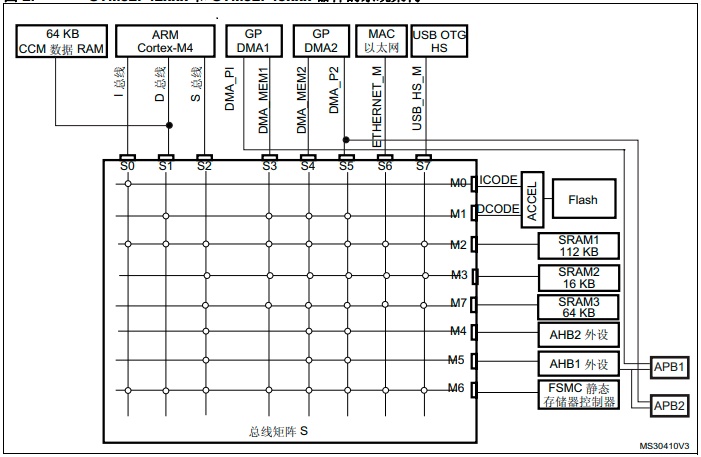 64 KB
CCM 数据 RAM
ARM
Cortex-M4
GP
DMA1
GP
DMA2
MAC
以太网
USB OTG
HS
I 总线
D 总线
S 总线
DMA_PI
DMA_MEM1
DMA_MEM2
DMA_P2
ETHERNET_M
USB_HS_M
S0 S1 S2 S3 S4 S5 S6 S7
M0 ICODE
M1 DCODE
ACCEL
Flash
M2
SRAM1
112 KB
M3
SRAM2
16 KB
M7
SRAM3
64 KB
M4
AHB2 外设
M5
AHB1 外设
APB1
M6
FSMC 静态
存储器控制器
APB2
总线矩阵 S
MS30410V3